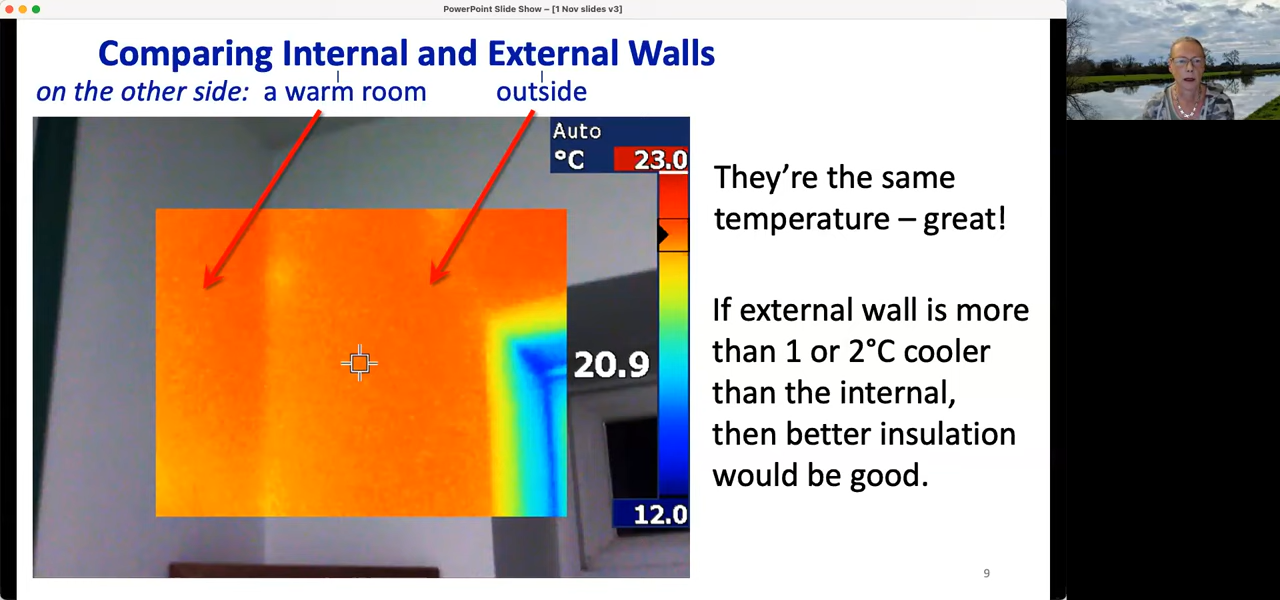 PowerPoint Slide Show – [1 Nov slides v3]
Comparing Internal and External Walls
on the other side: a warm room outside
Auto
°C 23.0
20.9
12.0
They're the same
temperature – great!
If external wall is more
than 1 or 2°C cooler
than the internal,
then better insulation
would be good.
9